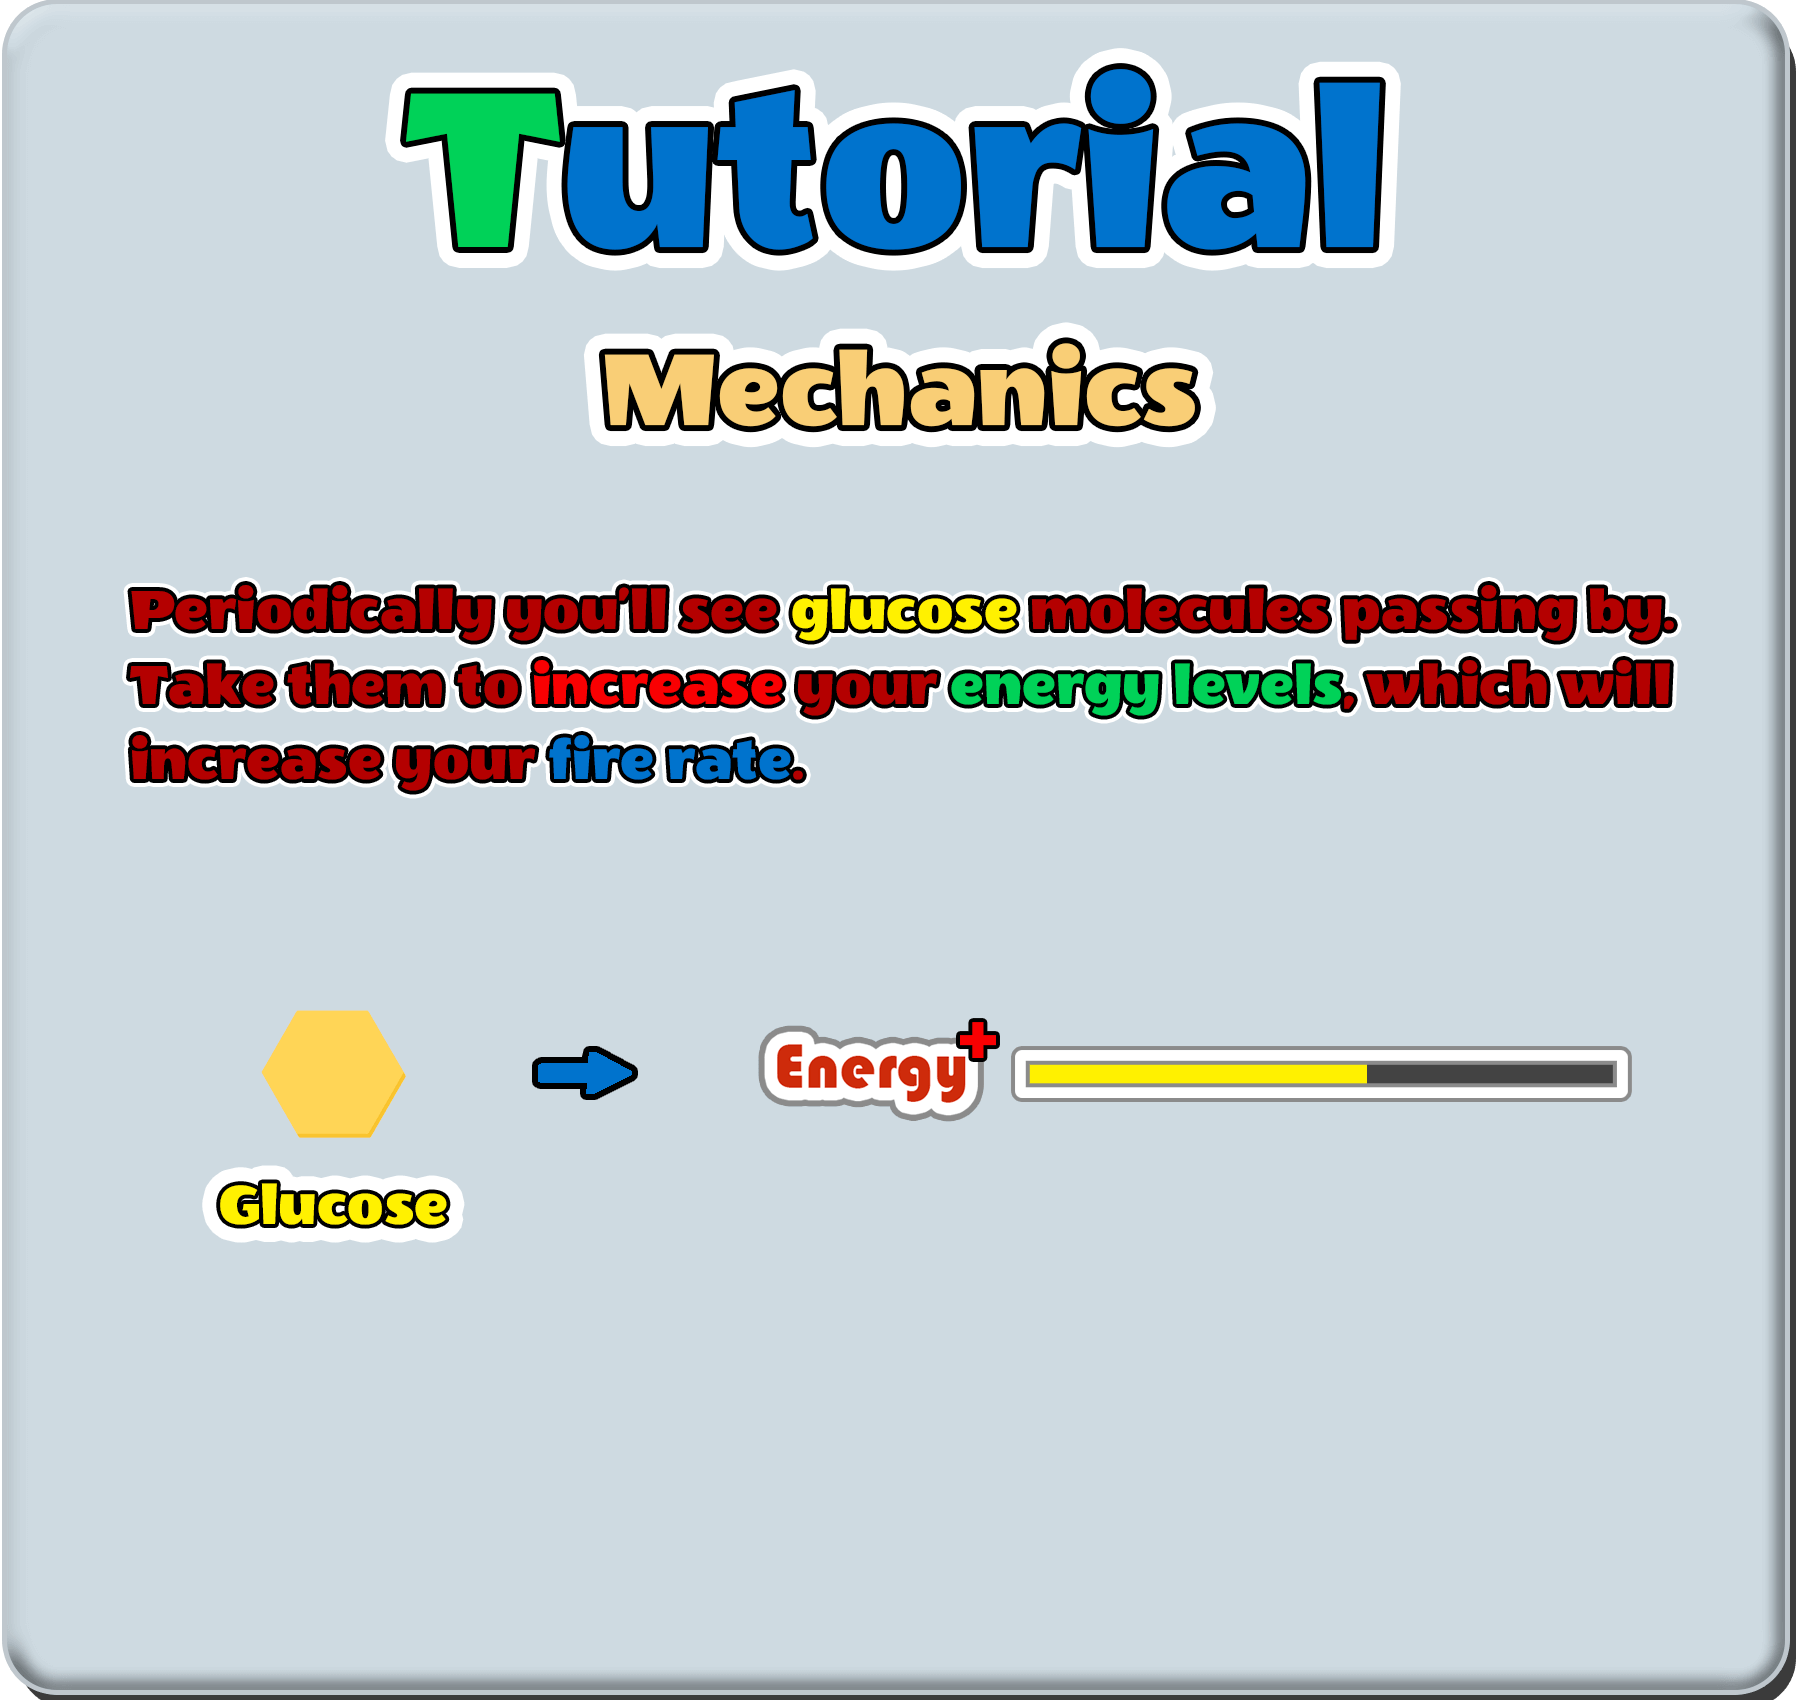 Tutorial
Mechanics
Periodically you'll see glucose molecules passing by.
Take them to increase your energy levels, which will
increase your fire rate.
Energy+
Glucose